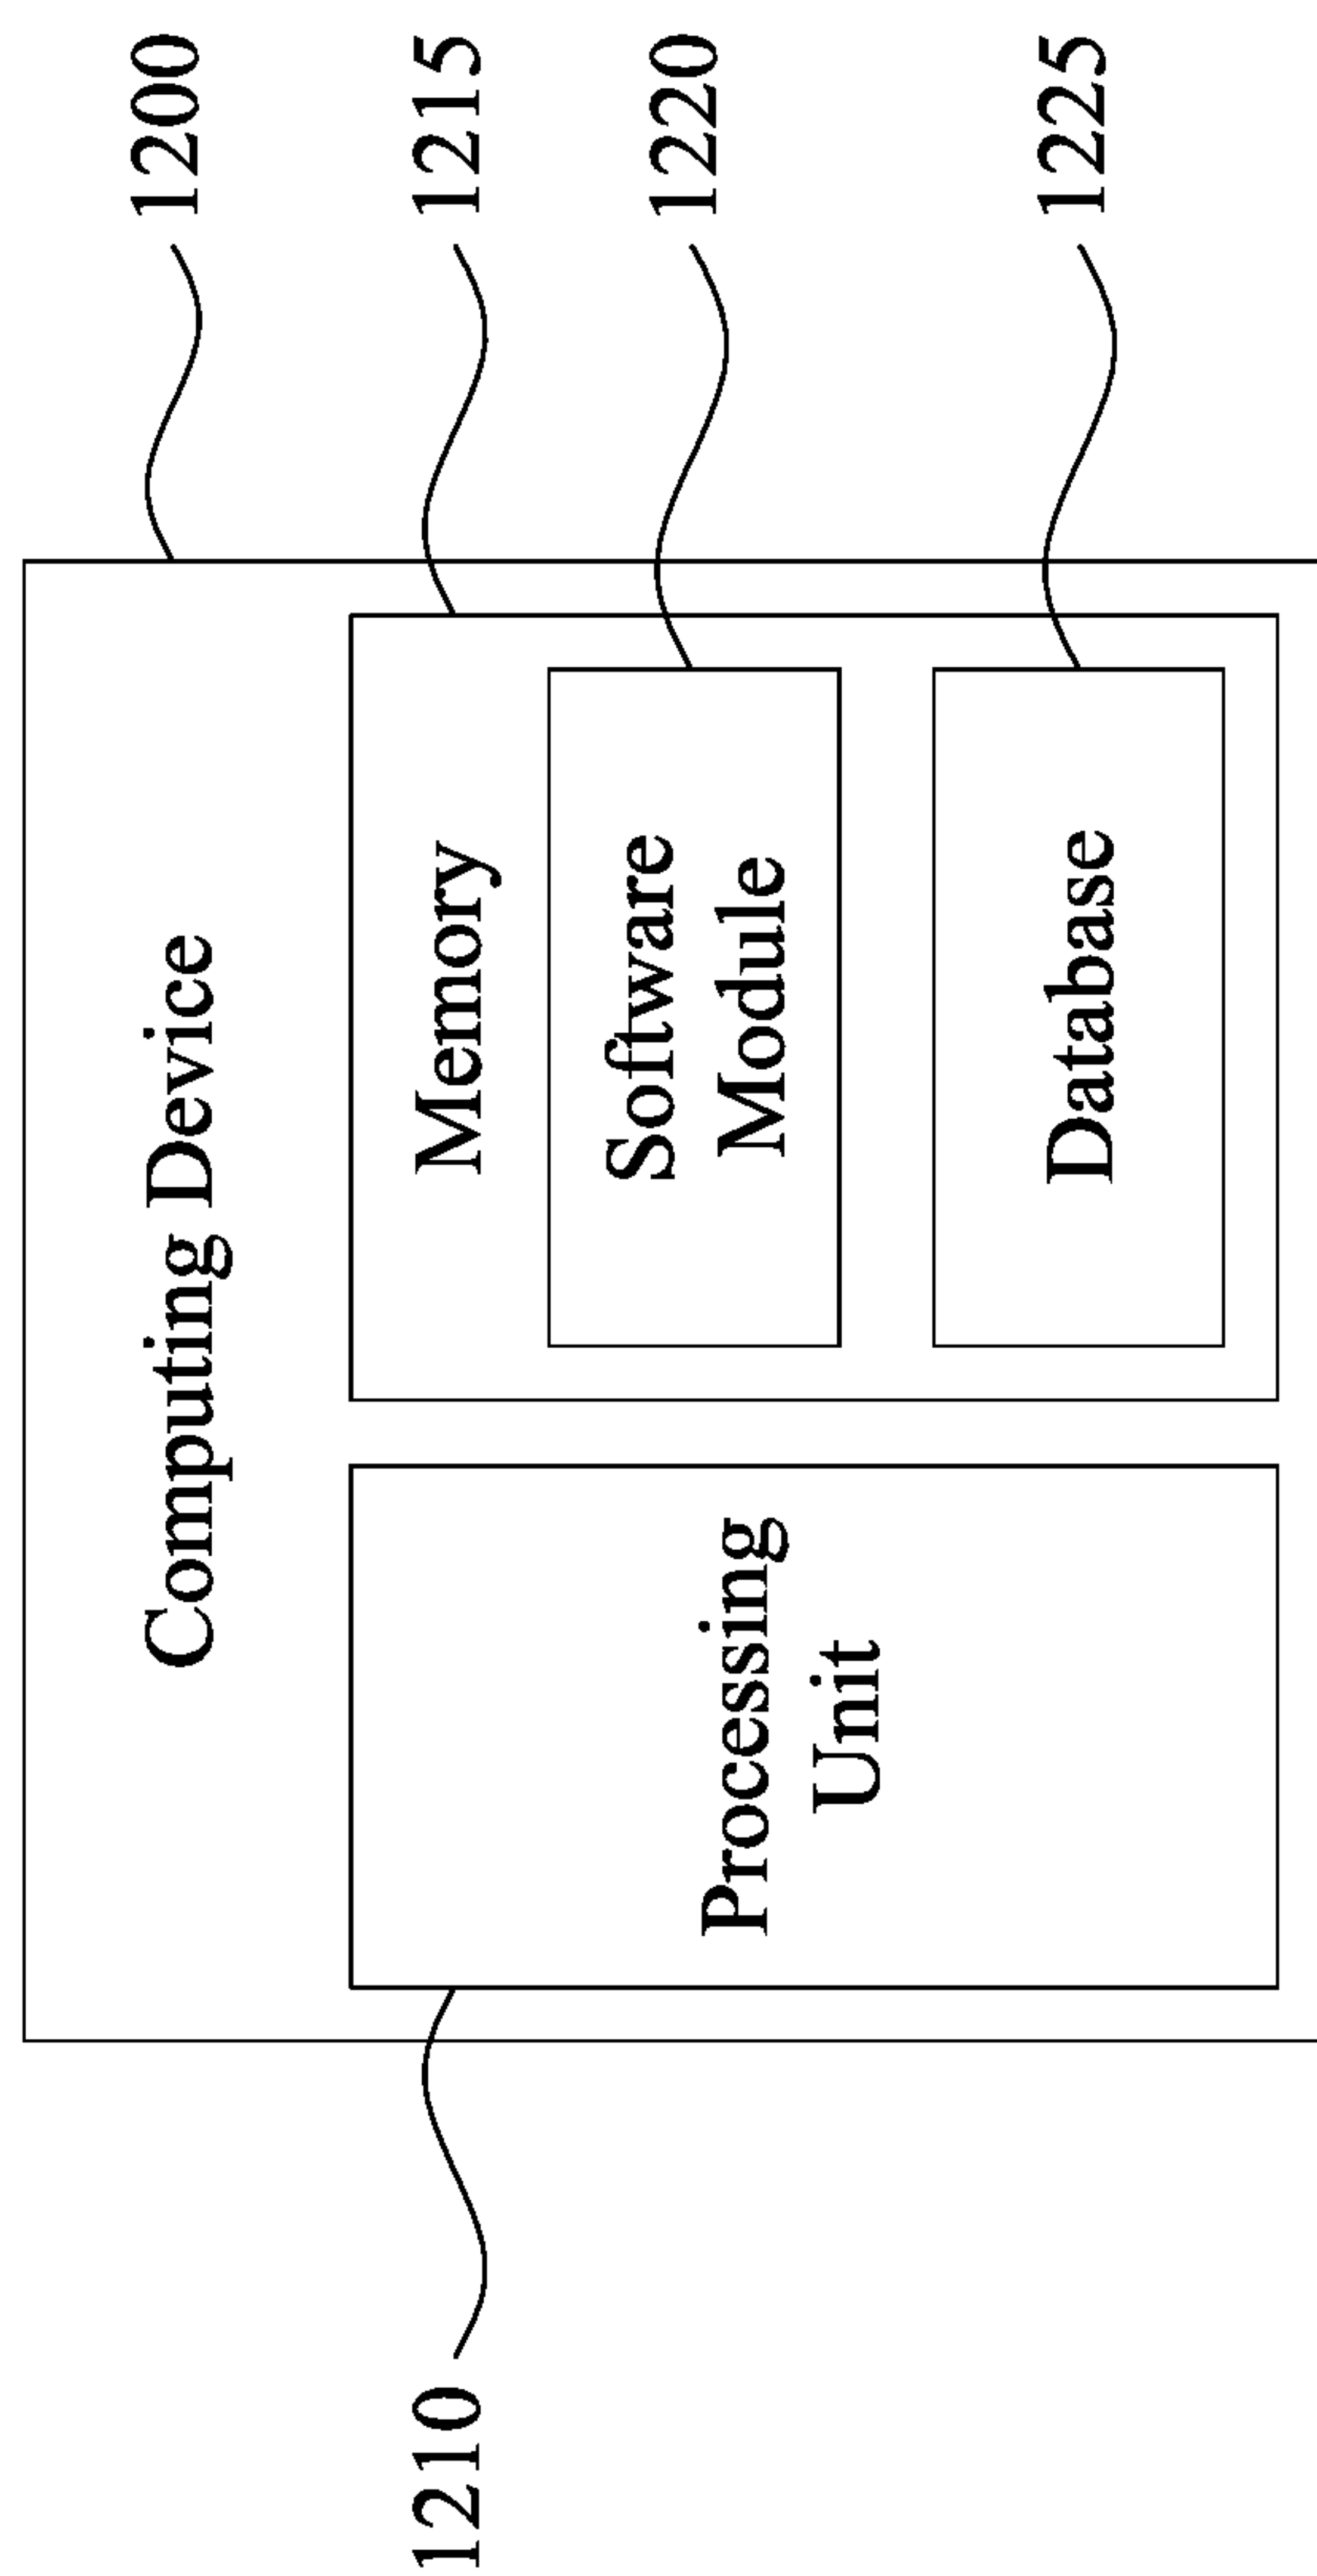 Computing Device
1200
1210
Processing
Unit
Memory
1215
Software
Module
1220
Database
1225